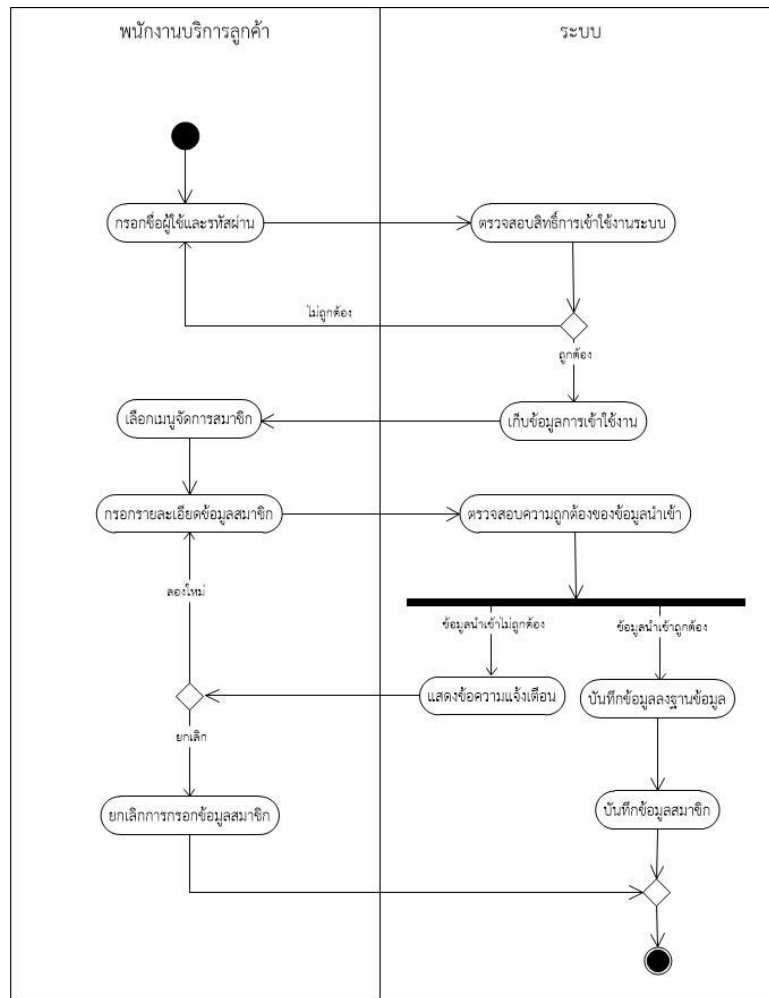 พนักงานบริการลูกค้า
ระบบ
กรอกชื่อผู้ใช้และรหัสผ่าน
ตรวจสอบสิทธิ์การเข้าใช้งานระบบ
ไม่ถูกต้อง
ถูกต้อง
เลือกเมนูจัดการสมาชิก
เก็บข้อมูลการเข้าใช้งาน
กรอกรายละเอียดข้อมูลสมาชิก
ตรวจสอบความถูกต้องของข้อมูลนำเข้า
ลองใหม่
ข้อมูลนำเข้าไม่ถูกต้อง
ข้อมูลนำเข้าถูกต้อง
แสดงข้อความแจ้งเตือน
บันทึกข้อมูลลงฐานข้อมูล
ยกเลิก
ยกเลิกการกรอกข้อมูลสมาชิก
บันทึกข้อมูลสมาชิก